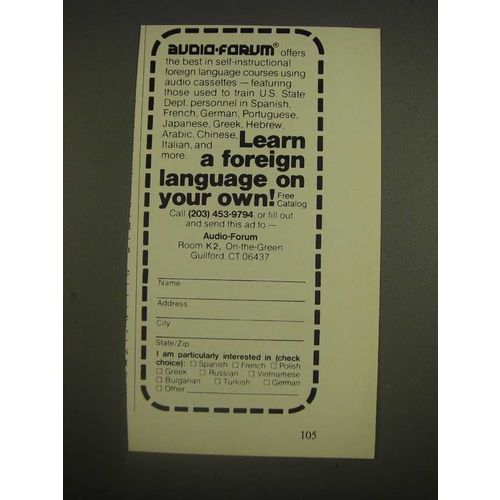 AUDIO·FORUM® offers
the best in self-instructional
foreign language courses using
audio cassettes — featuring
those used to train U.S. State
Dept. personnel in Spanish,
French, German, Portuguese,
Japanese, Greek, Hebrew,
Arabic, Chinese,
Italian, and
more.
Learn
a foreign
language on
your own! Free
Catalog
Call (203) 453-9794, or fill out
and send this ad to —
Audio-Forum
Room K2, On-the-Green
Guilford, CT 06437
Name
Address
City
State/Zip
I am particularly interested in (check
choice): □ Spanish □ French □ Polish
□ Greek □ Russian □ Vietnamese
□ Bulgarian □ Turkish □ German
□ Other
105